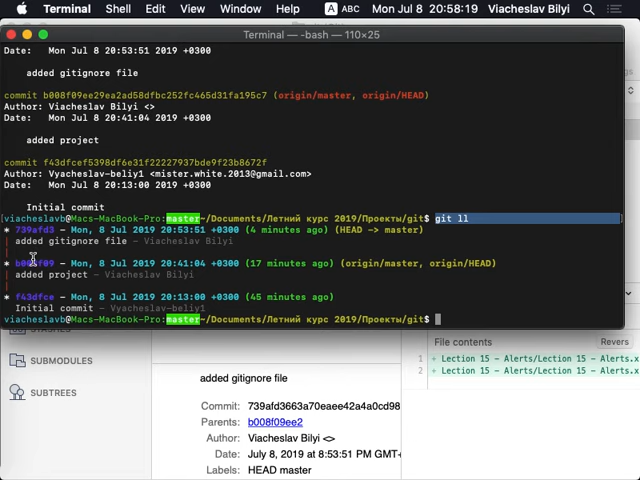 Terminal Shell Edit View Window Help ABC Mon Jul 8 20:58:19 Viacheslav Bilyi
Terminal — -bash — 110×25
Date: Mon Jul 8 20:53:51 2019 +0300
added gitignore file
commit b008f09ee29ea2ad58dfbc252fc465d31fa195c7 (origin/master, origin/HEAD)
Author: Viacheslav Bilyi <>
Date: Mon Jul 8 20:41:04 2019 +0300
added project
commit f43dfcef5398df6e31f22227937bde9f23b8672f
Author: Vyacheslav-beliy1 <mister.white.2013@gmail.com>
Date: Mon Jul 8 20:13:00 2019 +0300
Initial commit
[viacheslavb@Macs-MacBook-Pro:master~/Documents/Летний курс 2019/Проекты/git$ git ll
* 739afd3 - Mon, 8 Jul 2019 20:53:51 +0300 (4 minutes ago) (HEAD -> master)
| added gitignore file - Viacheslav Bilyi
|
* b008f09 - Mon, 8 Jul 2019 20:41:04 +0300 (17 minutes ago) (origin/master, origin/HEAD)
| added project - Viacheslav Bilyi
|
* f43dfce - Mon, 8 Jul 2019 20:13:00 +0300 (45 minutes ago)
Initial commit - Vyacheslav-beliy1
viacheslavb@Macs-MacBook-Pro:master~/Documents/Летний курс 2019/Проекты/git$
STASHES
SUBMODULES
SUBTREES
File contents Revers
+ Lection 15 - Alerts/Lection 15 - Alerts.x
+ Lection 15 - Alerts/Lection 15 - Alerts.x
1
2
added gitignore file
Commit: 739afd3663a70eaee42a4a0cd98
Parents: b008f09ee2
Author: Viacheslav Bilyi <>
Date: July 8, 2019 at 8:53:51 PM GMT+
Labels: HEAD master